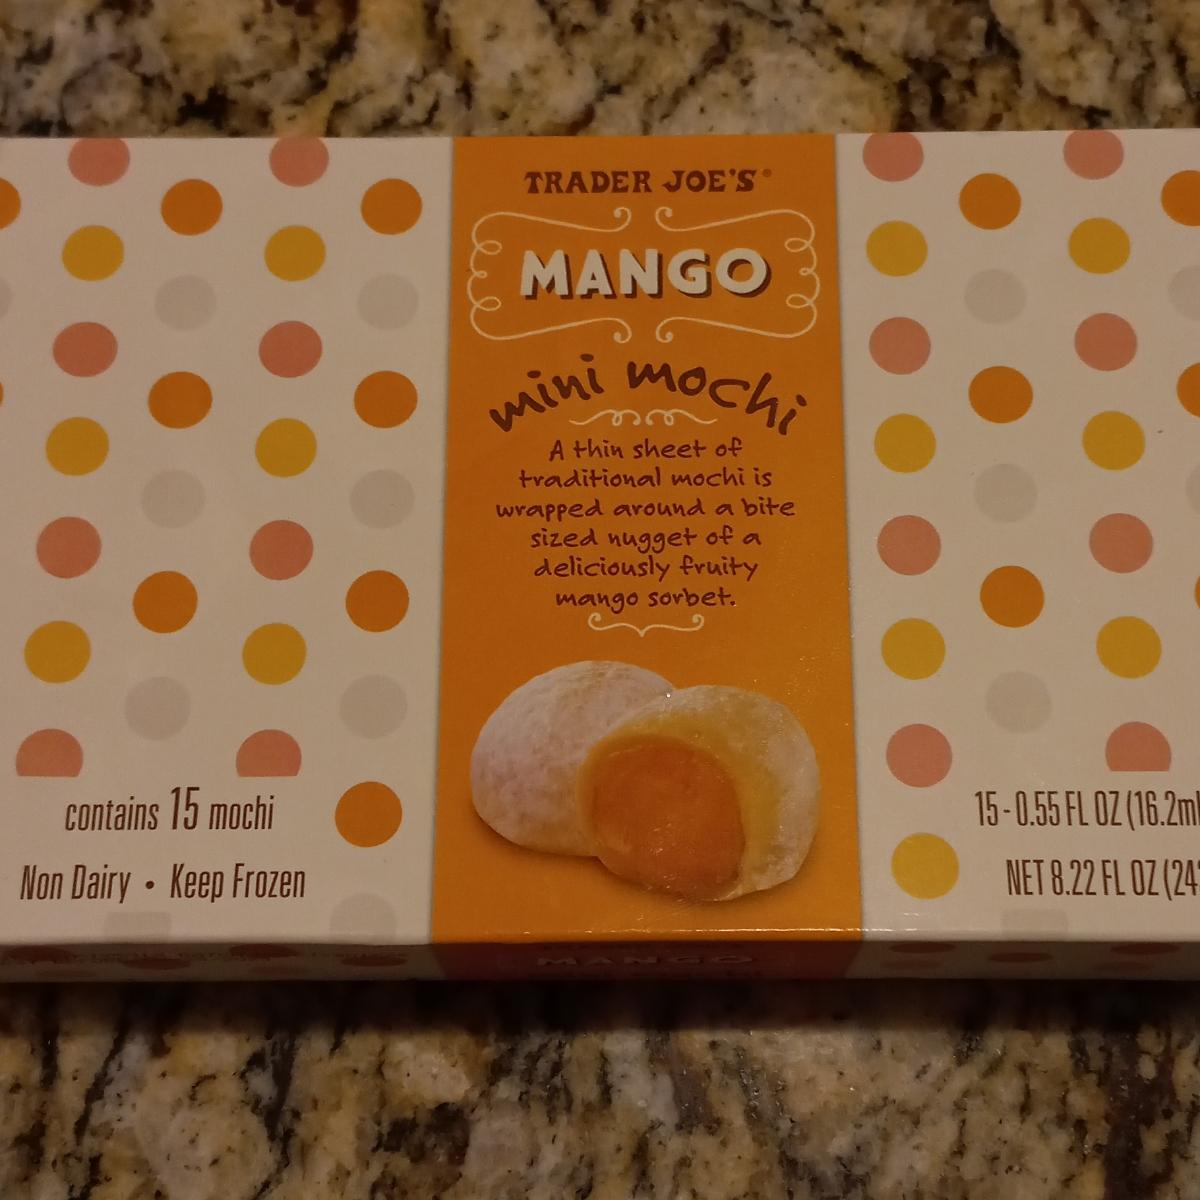 TRADER JOE'S®
MANGO
mini mochi
A thin sheet of
traditional mochi is
wrapped around a bite
sized nugget of a
deliciously fruity
mango sorbet.
contains 15 mochi
Non Dairy • Keep Frozen
15 - 0.55 FL OZ (16.2ml
NET 8.22 FL OZ (24
MANGO